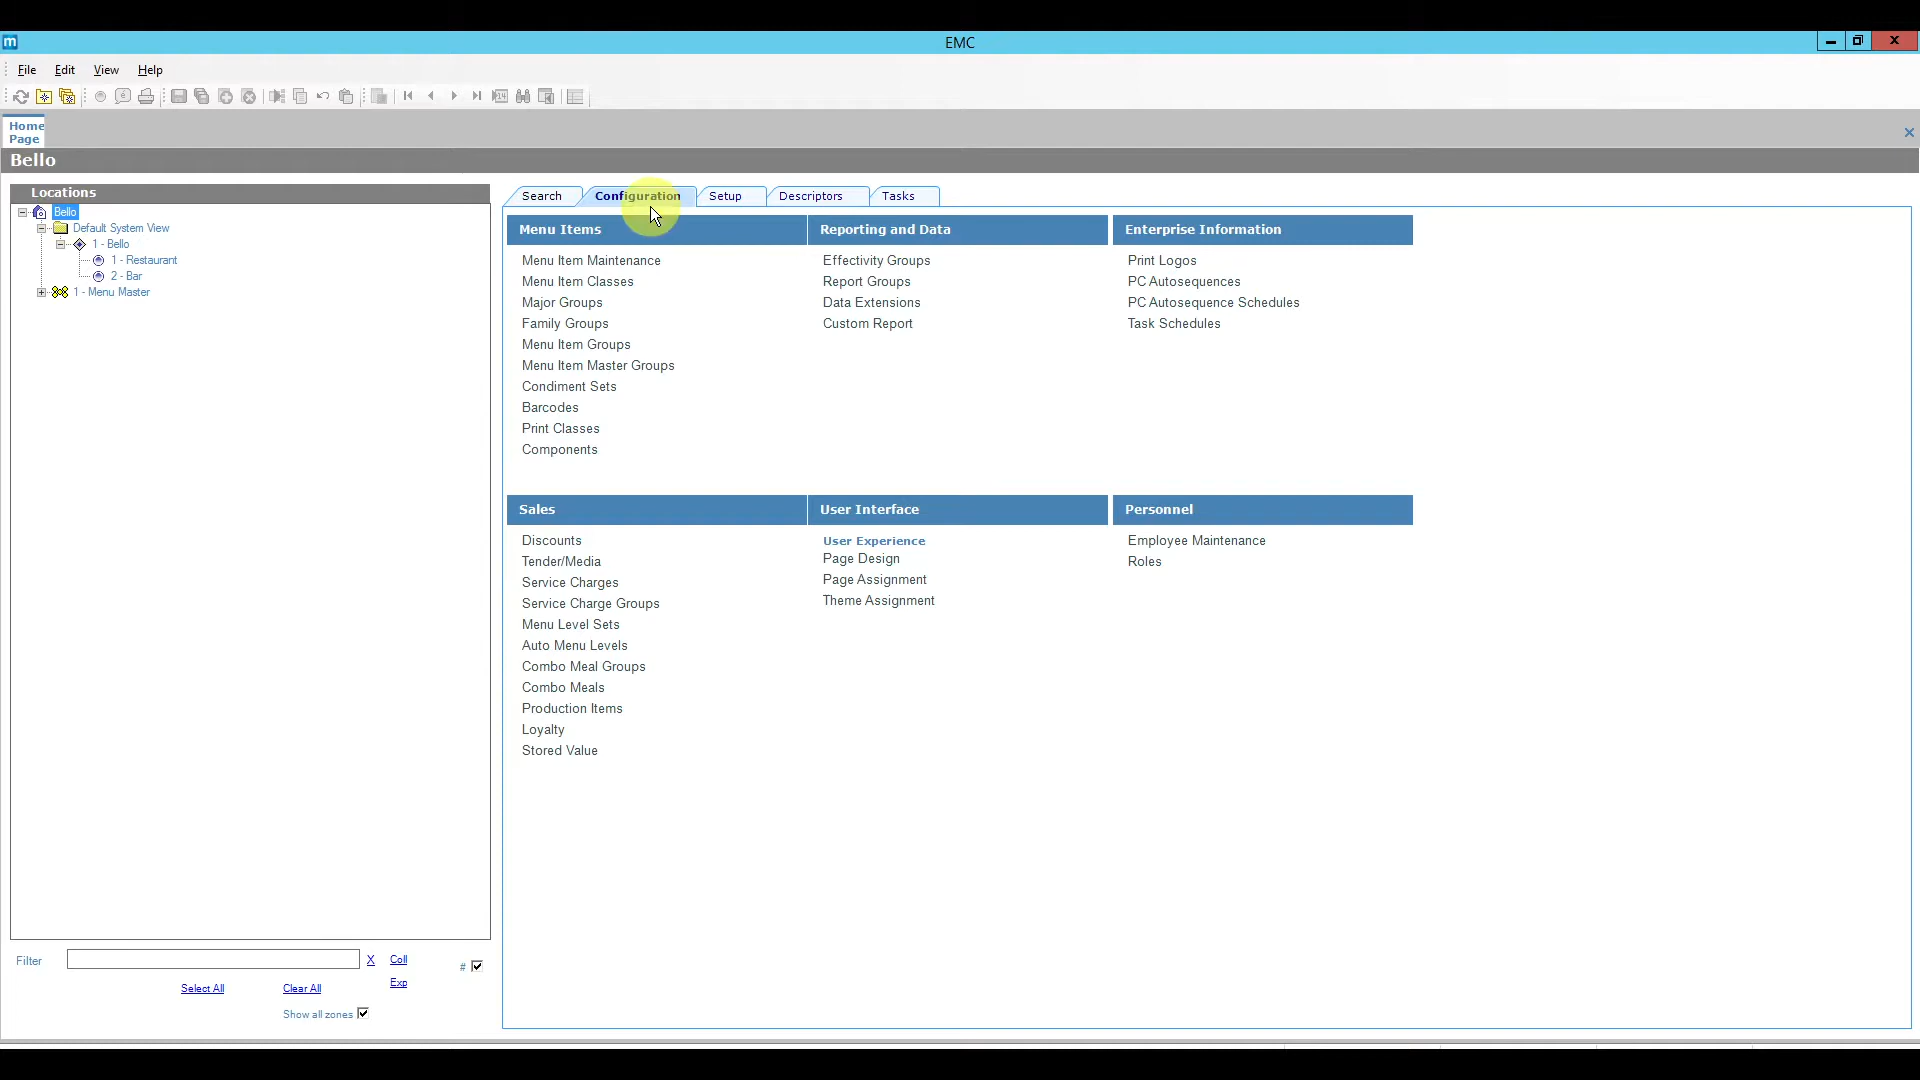 m
EMC
File Edit View Help
Home
Page
Bello
Locations
Bello
Default System View
1 - Bello
1 - Restaurant
2 - Bar
1 - Menu Master
Filter
X
Coll
Exp
#
Select All
Clear All
Show all zones
Search Configuration Setup Descriptors Tasks
Menu Items
Menu Item Maintenance
Menu Item Classes
Major Groups
Family Groups
Menu Item Groups
Menu Item Master Groups
Condiment Sets
Barcodes
Print Classes
Components
Reporting and Data
Effectivity Groups
Report Groups
Data Extensions
Custom Report
Enterprise Information
Print Logos
PC Autosequences
PC Autosequence Schedules
Task Schedules
Sales
Discounts
Tender/Media
Service Charges
Service Charge Groups
Menu Level Sets
Auto Menu Levels
Combo Meal Groups
Combo Meals
Production Items
Loyalty
Stored Value
User Interface
User Experience
Page Design
Page Assignment
Theme Assignment
Personnel
Employee Maintenance
Roles